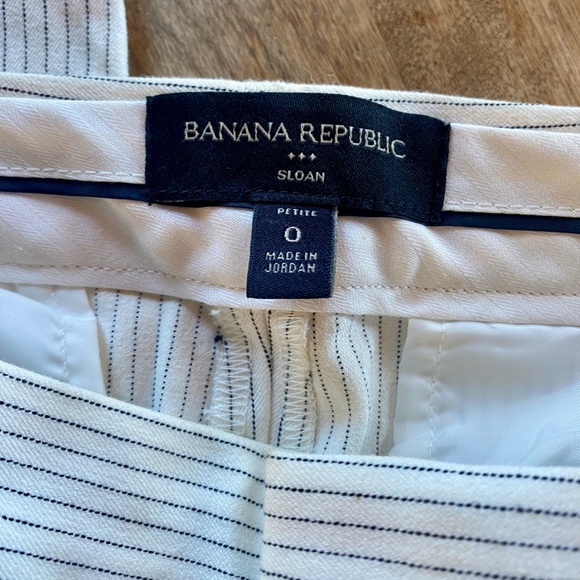 BANANA REPUBLIC
SLOAN
PETITE
0
MADE IN
JORDAN